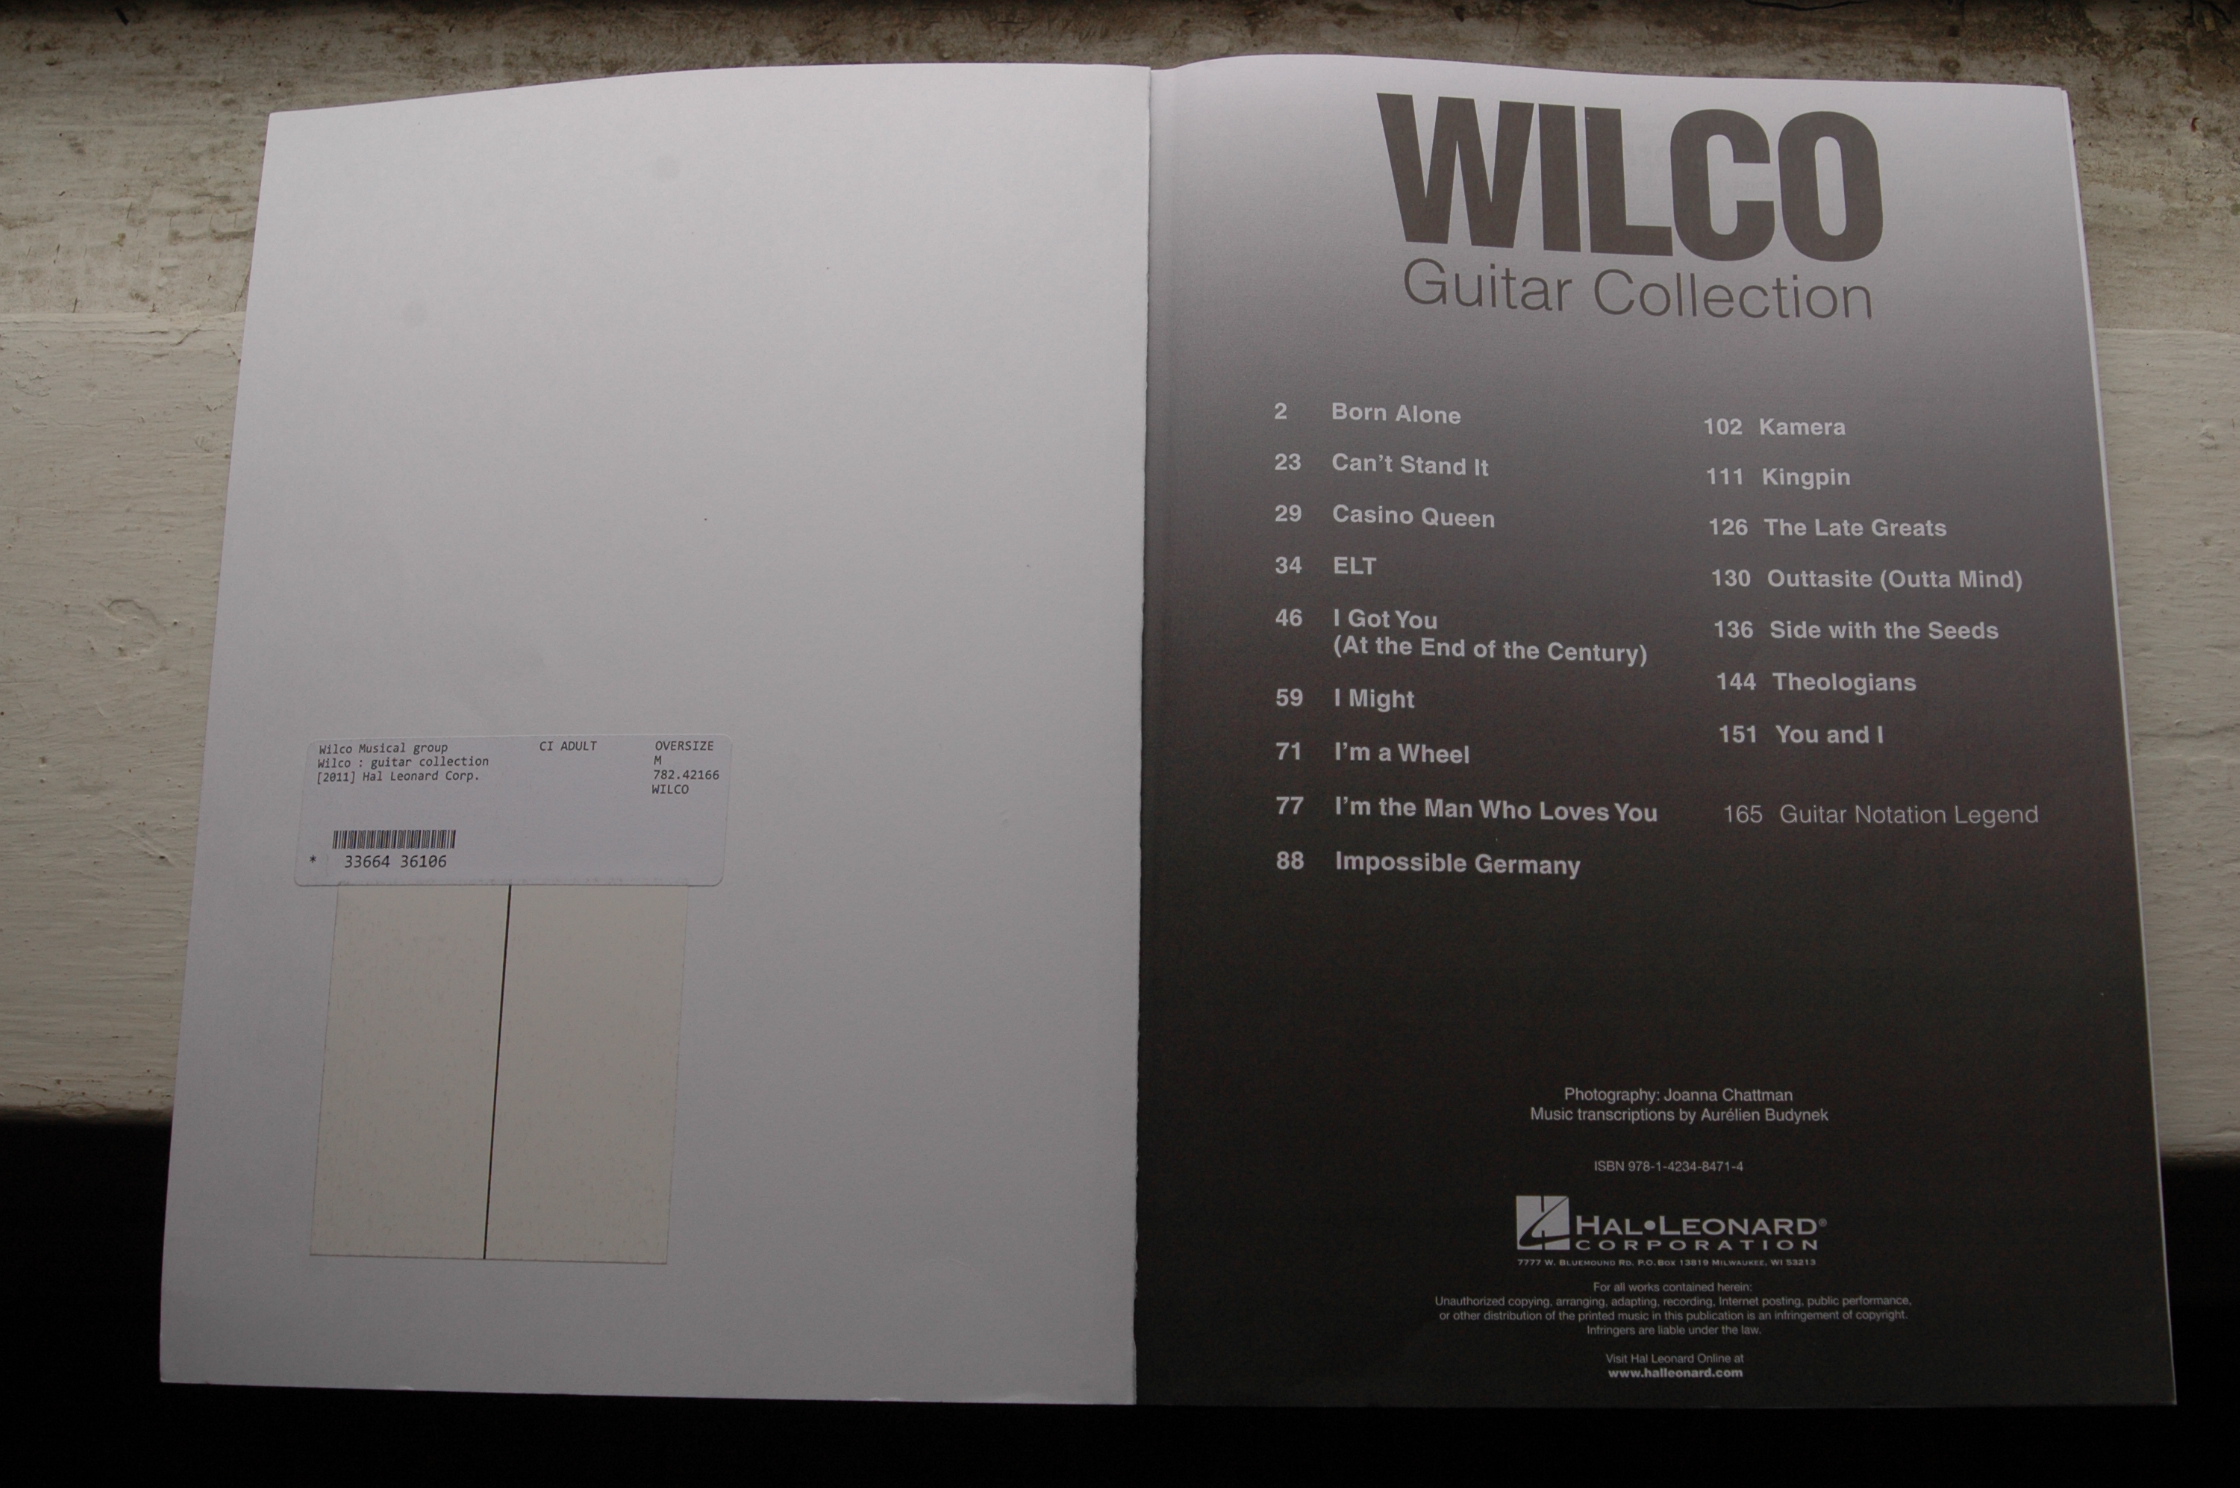 Wilco Musical group CI ADULT OVERSIZE
Wilco : guitar collection M
[2011] Hal Leonard Corp. 782.42166
WILCO
* 33664 36106
WILCO
Guitar Collection
2 Born Alone
23 Can't Stand It
29 Casino Queen
34 ELT
46 I Got You
(At the End of the Century)
59 I Might
71 I'm a Wheel
77 I'm the Man Who Loves You
88 Impossible Germany
102 Kamera
111 Kingpin
126 The Late Greats
130 Outtasite (Outta Mind)
136 Side with the Seeds
144 Theologians
151 You and I
165 Guitar Notation Legend
Photography: Joanna Chattman
Music transcriptions by Aurélien Budynek
ISBN 978-1-4234-8471-4
HAL•LEONARD®
CORPORATION
7777 W. BLUEMOUND RD. P.O. BOX 13819 MILWAUKEE, WI 53213
For all works contained herein:
Unauthorized copying, arranging, adapting, recording, Internet posting, public performance,
or other distribution of the printed music in this publication is an infringement of copyright.
Infringers are liable under the law.
Visit Hal Leonard Online at
www.halleonard.com